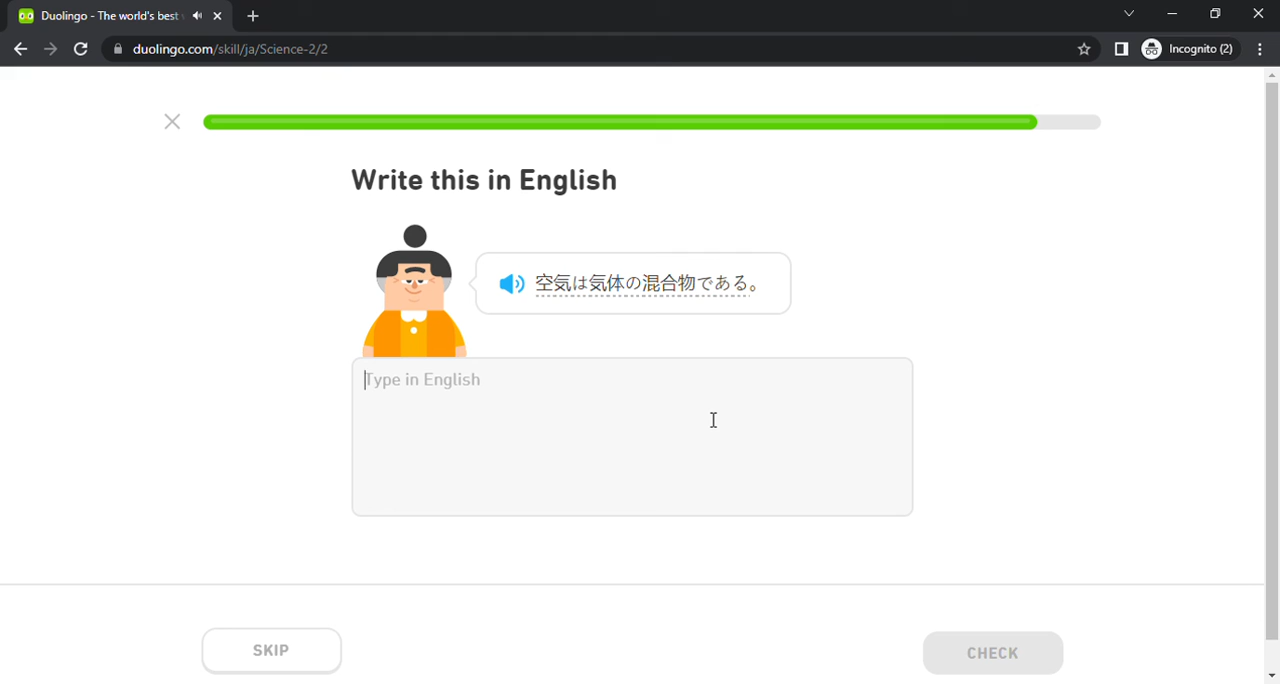 Duolingo - The world's best
duolingo.com/skill/ja/Science-2/2
Incognito (2)
Write this in English
空気は気体の混合物である。
Type in English
SKIP
CHECK